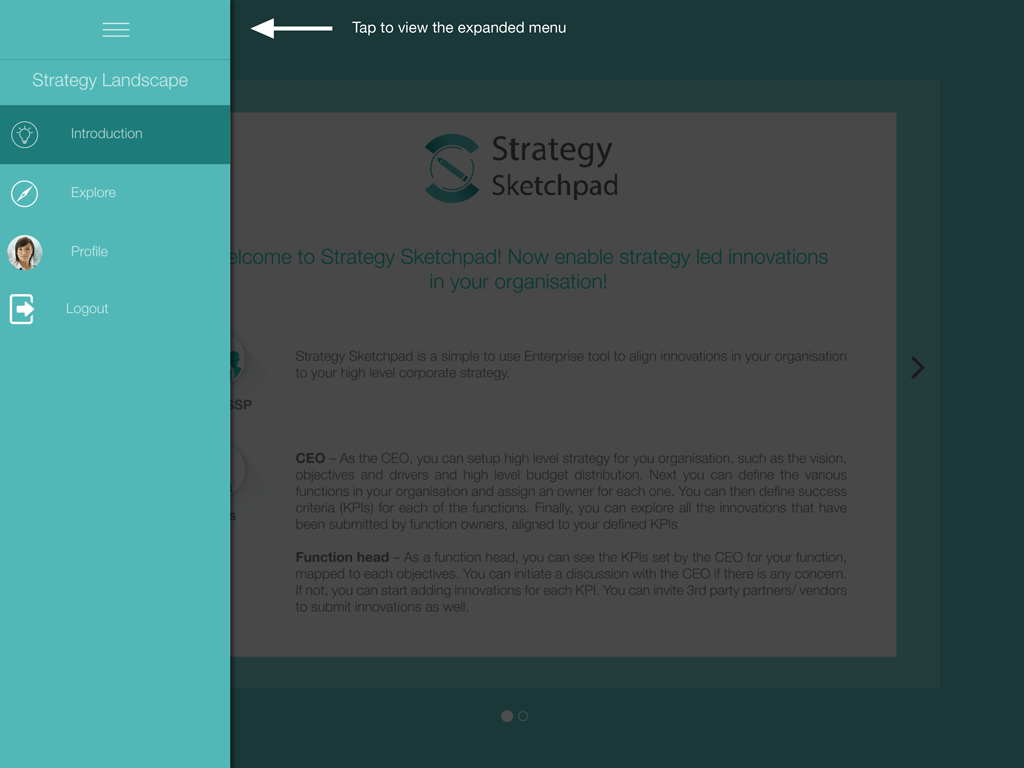 Tap to view the expanded menu
Strategy Landscape
Introduction
Explore
Profile
Logout
Strategy
Sketchpad
elcome to Strategy Sketchpad! Now enable strategy led innovations
in your organisation!
Strategy Sketchpad is a simple to use Enterprise tool to align innovations in your organisation
to your high level corporate strategy.
SSP
CEO – As the CEO, you can setup high level strategy for you organisation, such as the vision,
objectives and drivers and high level budget distribution. Next you can define the various
functions in your organisation and assign an owner for each one. You can then define success
criteria (KPIs) for each of the functions. Finally, you can explore all the innovations that have
been submitted by function owners, aligned to your defined KPIs
s
Function head – As a function head, you can see the KPIs set by the CEO for your function,
mapped to each objectives. You can initiate a discussion with the CEO if there is any concern.
If not, you can start adding innovations for each KPI. You can invite 3rd party partners/ vendors
to submit innovations as well.